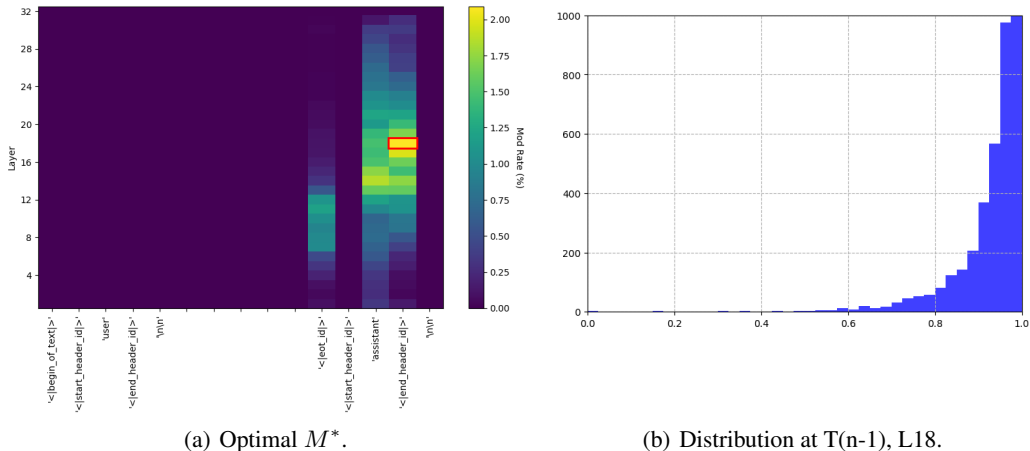 32
28
24
20
16
12
8
4
Layer
'<|begin_of_text|>'
'<|start_header_id|>'
'user'
'<|end_header_id|>'
'\n\n'
'<|eot_id|>'
'<|start_header_id|>'
'assistant'
'<|end_header_id|>'
'\n\n'
2.00
1.75
1.50
1.25
1.00
0.75
0.50
0.25
0.00
Mod Rate (%)
(a) Optimal M*.
1000
800
600
400
200
0
0.0 0.2 0.4 0.6 0.8 1.0
(b) Distribution at T(n-1), L18.